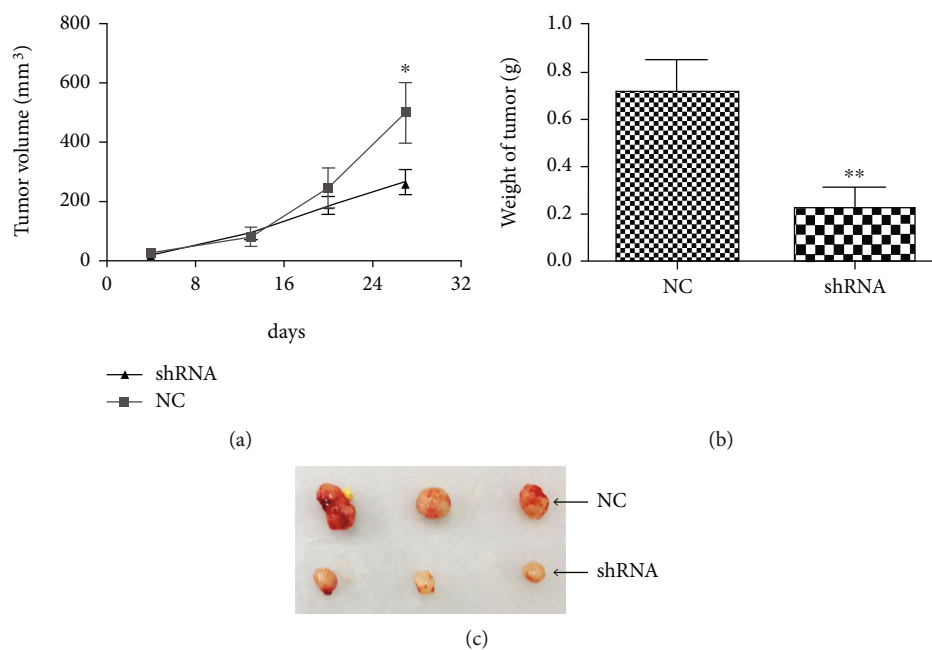 Tumor volume (mm³)
800
600
400
200
0
*
0 8 16 24 32
days
shRNA
NC
(a)
Weight of tumor (g)
1.0
0.8
0.6
0.4
0.2
0.0
**
NC shRNA
(b)
NC
shRNA
(c)